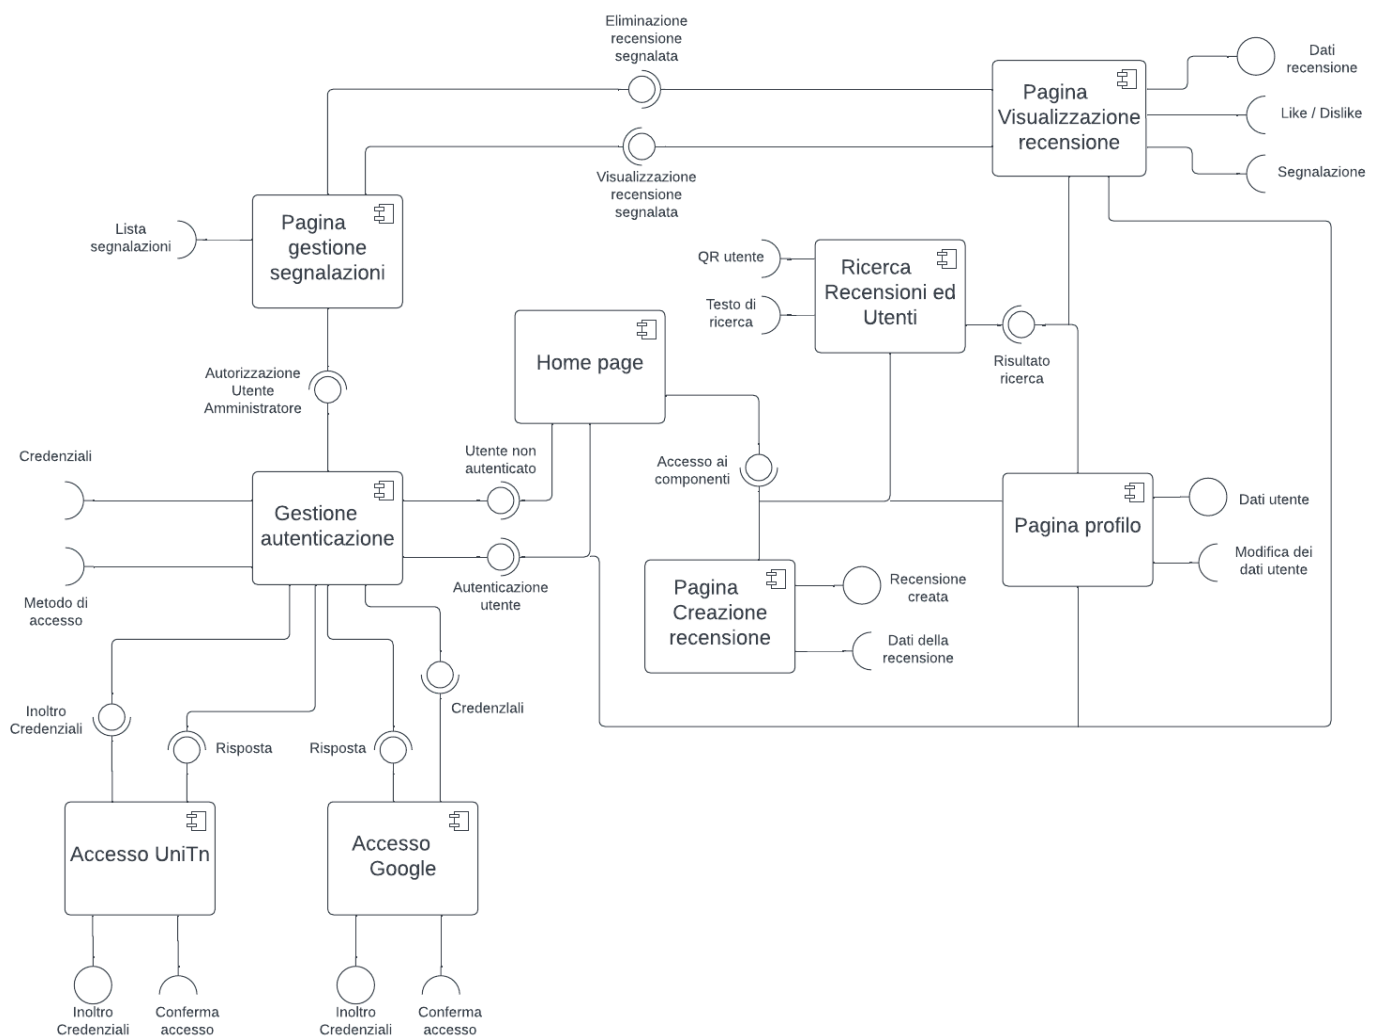 Eliminazione
recensione
segnalata
Dati
recensione
Pagina
Visualizzazione
recensione
Like / Dislike
Segnalazione
Visualizzazione
recensione
segnalata
Lista
segnalazioni
Pagina
gestione
segnalazioni
QR utente
Testo di
ricerca
Ricerca
Recensioni ed
Utenti
Risultato
ricerca
Home page
Autorizzazione
Utente
Amministratore
Credenziali
Utente non
autenticato
Accesso ai
componenti
Gestione
autenticazione
Pagina profilo
Dati utente
Modifica dei
dati utente
Metodo di
accesso
Autenticazione
utente
Pagina
Creazione
recensione
Recensione
creata
Dati della
recensione
Inoltro
Credenziali
Risposta
Risposta
Credenzlali
Accesso UniTn
Accesso
Google
Inoltro
Credenziali
Conferma
accesso
Inoltro
Credenziali
Conferma
accesso